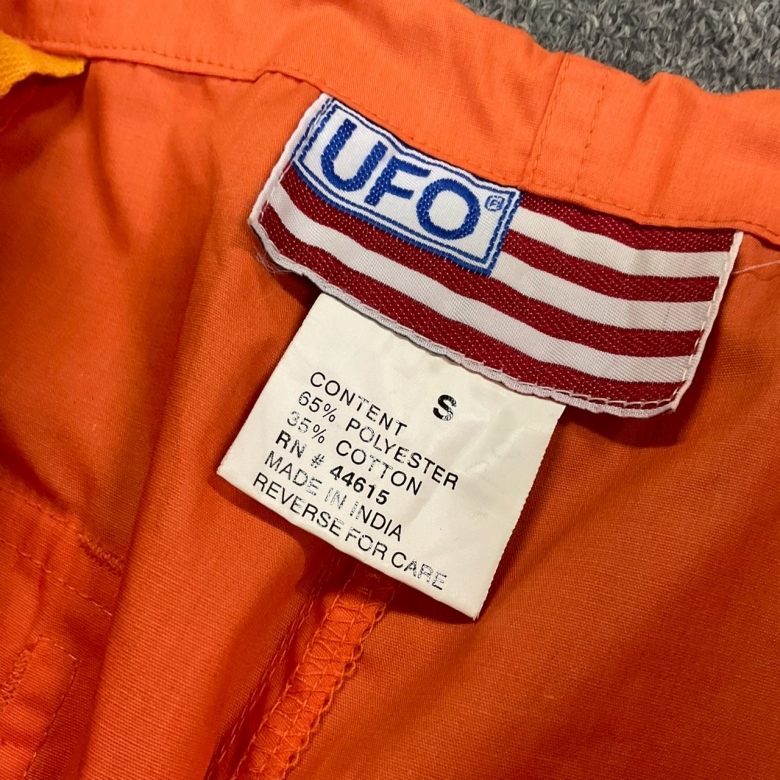 UFO®
S
CONTENT
65% POLYESTER
35% COTTON
RN # 44615
MADE IN INDIA
REVERSE FOR CARE